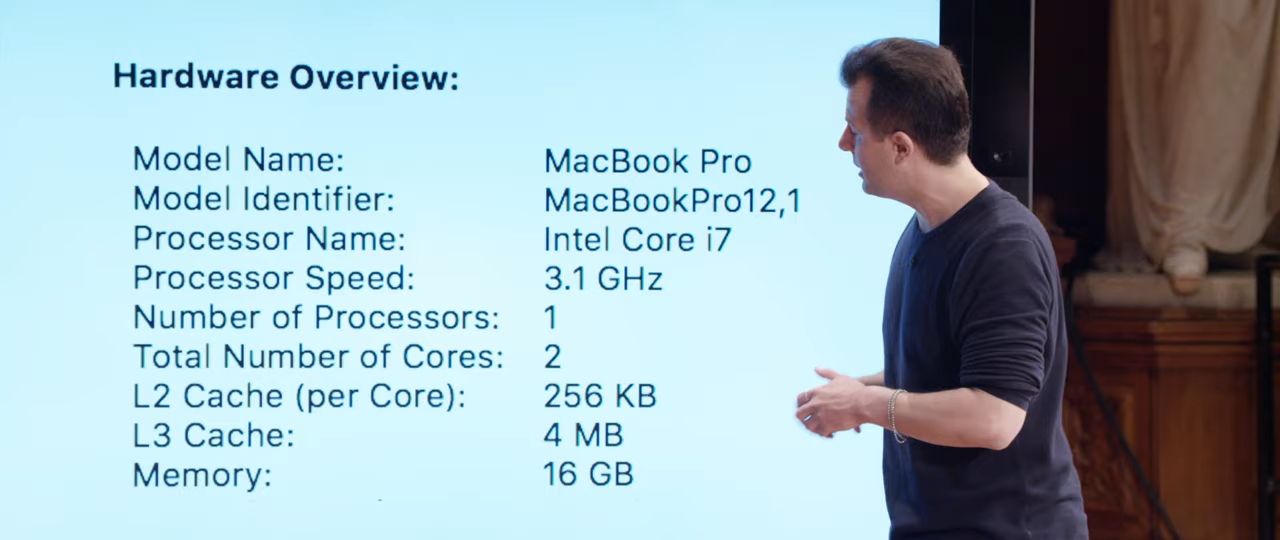 Hardware Overview:
Model Name: MacBook Pro
Model Identifier: MacBookPro12,1
Processor Name: Intel Core i7
Processor Speed: 3.1 GHz
Number of Processors: 1
Total Number of Cores: 2
L2 Cache (per Core): 256 KB
L3 Cache: 4 MB
Memory: 16 GB